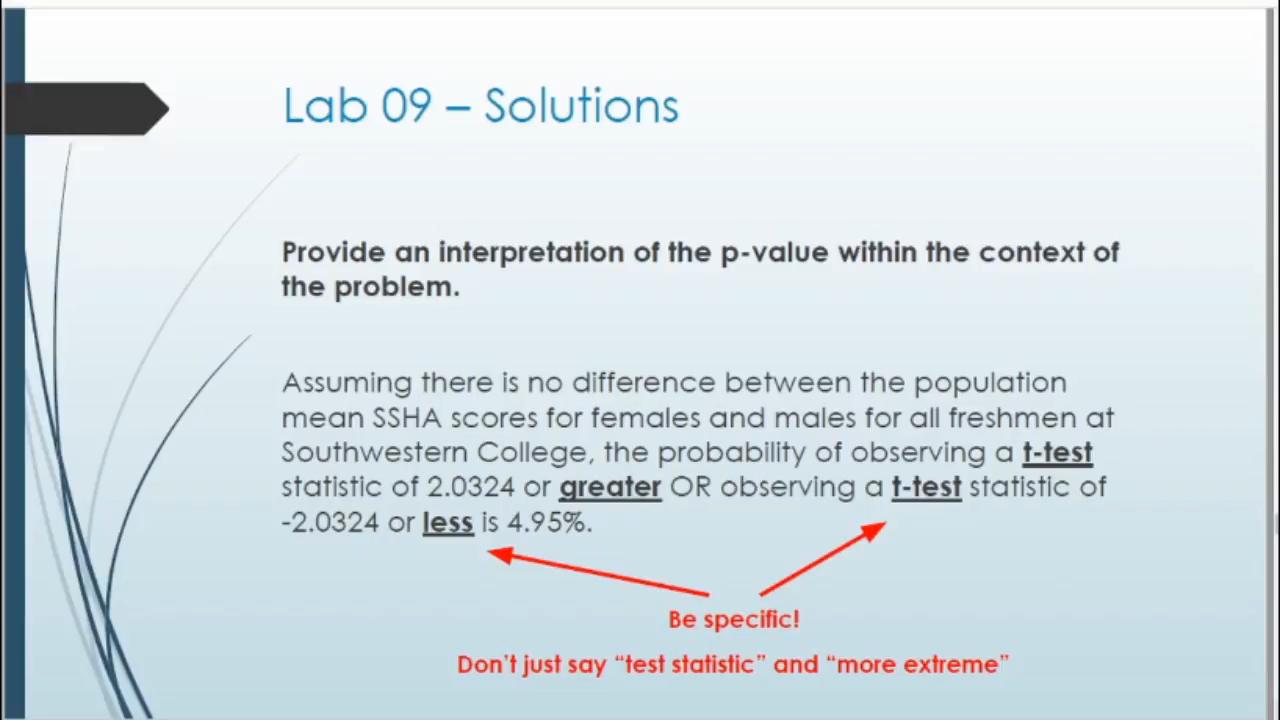 Lab 09 – Solutions
Provide an interpretation of the p-value within the context of
the problem.
Assuming there is no difference between the population
mean SSHA scores for females and males for all freshmen at
Southwestern College, the probability of observing a t-test
statistic of 2.0324 or greater OR observing a t-test statistic of
-2.0324 or less is 4.95%.
Be specific!
Don't just say “test statistic” and “more extreme”